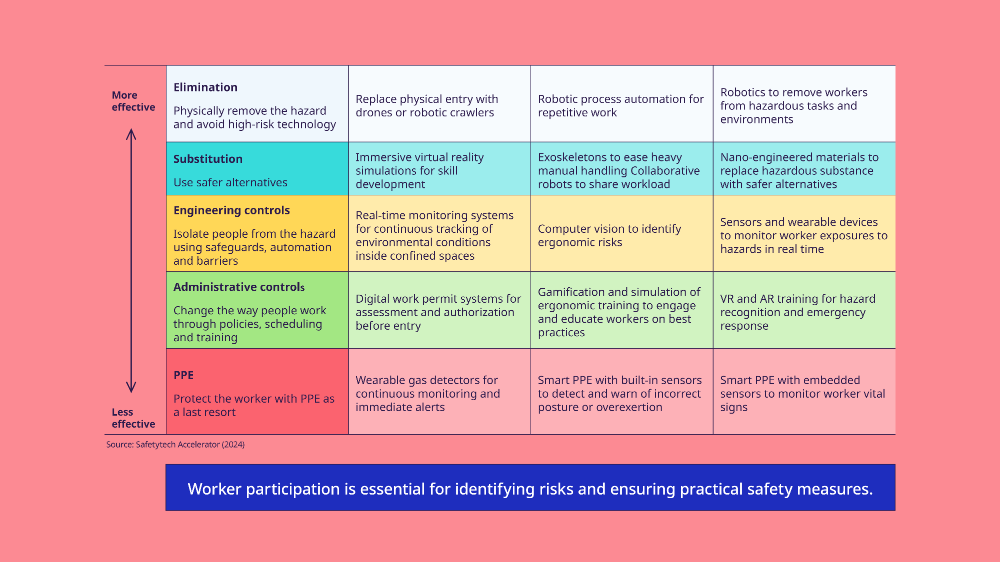 More
effective
Elimination
Physically remove the hazard
and avoid high-risk technology
Replace physical entry with
drones or robotic crawlers
Robotic process automation for
repetitive work
Robotics to remove workers
from hazardous tasks and
environments
Substitution
Use safer alternatives
Immersive virtual reality
simulations for skill
development
Exoskeletons to ease heavy
manual handling Collaborative
robots to share workload
Nano-engineered materials to
replace hazardous substance
with safer alternatives
Engineering controls
Isolate people from the hazard
using safeguards, automation
and barriers
Real-time monitoring systems
for continuous tracking of
environmental conditions
inside confined spaces
Computer vision to identify
ergonomic risks
Sensors and wearable devices
to monitor worker exposures to
hazards in real time
Administrative controls
Change the way people work
through policies, scheduling
and training
Digital work permit systems for
assessment and authorization
before entry
Gamification and simulation of
ergonomic training to engage
and educate workers on best
practices
VR and AR training for hazard
recognition and emergency
response
Less
effective
PPE
Protect the worker with PPE as
a last resort
Wearable gas detectors for
continuous monitoring and
immediate alerts
Smart PPE with built-in sensors
to detect and warn of incorrect
posture or overexertion
Smart PPE with embedded
sensors to monitor worker vital
signs
Source: Safetytech Accelerator (2024)
Worker participation is essential for identifying risks and ensuring practical safety measures.